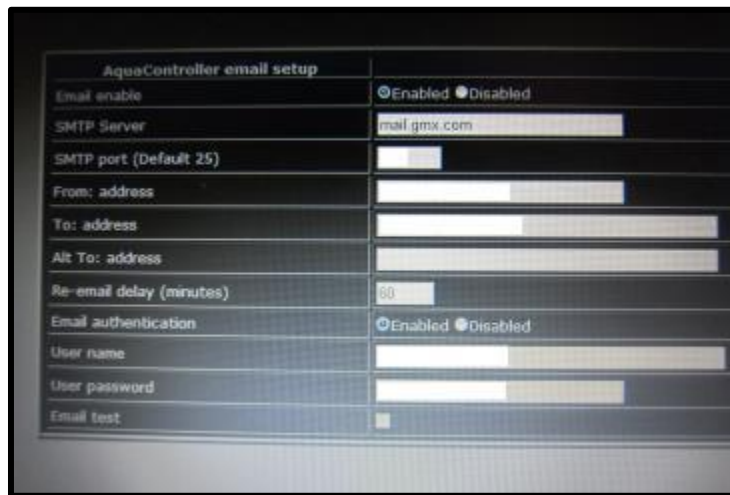 AquaController email setup
Email enable Enabled Disabled
SMTP Server mail.gmx.com
SMTP port (Default 25)
From: address
To: address
Alt To: address
Re-email delay (minutes) 60
Email authentication Enabled Disabled
User name
User password
Email test